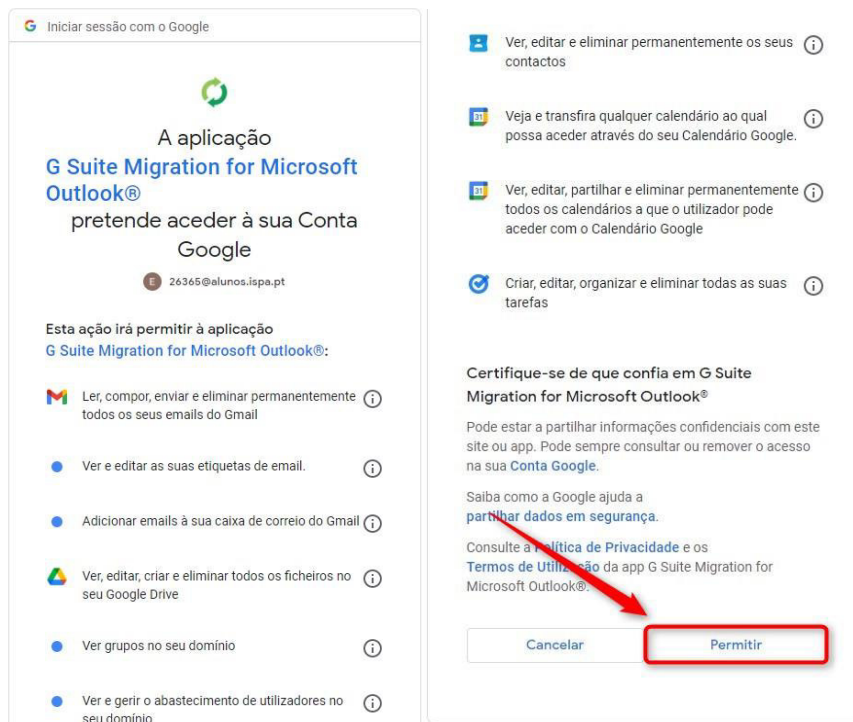 Iniciar sessão com o Google
A aplicação
G Suite Migration for Microsoft
Outlook®
pretende aceder à sua Conta
Google
E 26365@alunos.ispa.pt
Esta ação irá permitir à aplicação
G Suite Migration for Microsoft Outlook®:
Ler, compor, enviar e eliminar permanentemente
todos os seus emails do Gmail
Ver e editar as suas etiquetas de email.
Adicionar emails à sua caixa de correio do Gmail
Ver, editar, criar e eliminar todos os ficheiros no
seu Google Drive
Ver grupos no seu domínio
Ver e gerir o abastecimento de utilizadores no
seu domínio
Ver, editar e eliminar permanentemente os seus
contactos
Veja e transfira qualquer calendário ao qual
possa aceder através do seu Calendário Google.
Ver, editar, partilhar e eliminar permanentemente
todos os calendários a que o utilizador pode
aceder com o Calendário Google
Criar, editar, organizar e eliminar todas as suas
tarefas
Certifique-se de que confia em G Suite
Migration for Microsoft Outlook®
Pode estar a partilhar informações confidenciais com este
site ou app. Pode sempre consultar ou remover o acesso
na sua Conta Google.
Saiba como a Google ajuda a
partilhar dados em segurança.
Consulte a Política de Privacidade e os
Termos de Utilização da app G Suite Migration for
Microsoft Outlook®.
Cancelar
Permitir